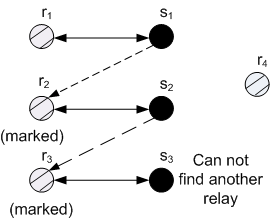 r1 s1
r2 s2
r4
(marked)
r3 s3
(marked)
Can not
find another
relay